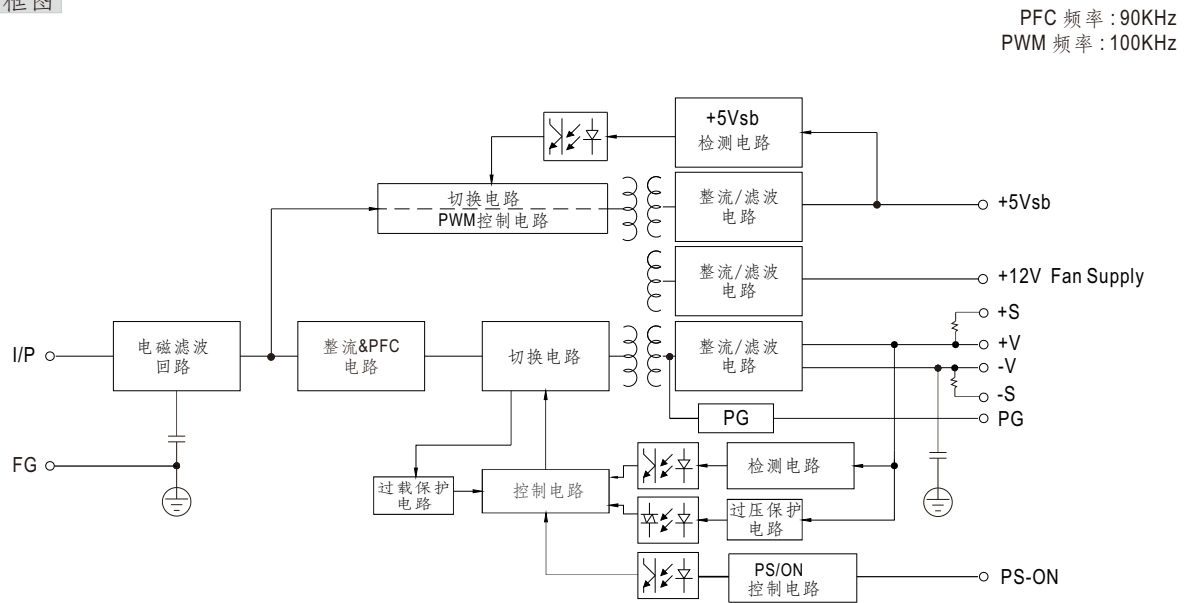 框图
PFC 频率 : 90KHz
PWM 频率 : 100KHz
+5Vsb
检测电路
切换电路
PWM控制电路
整流/滤波
电路
+5Vsb
整流/滤波
电路
+12V Fan Supply
+S
I/P
电磁滤波
回路
整流&PFC
电路
切换电路
整流/滤波
电路
+V
-V
-S
PG
PG
FG
过载保护
电路
控制电路
检测电路
过压保护
电路
PS/ON
控制电路
PS-ON